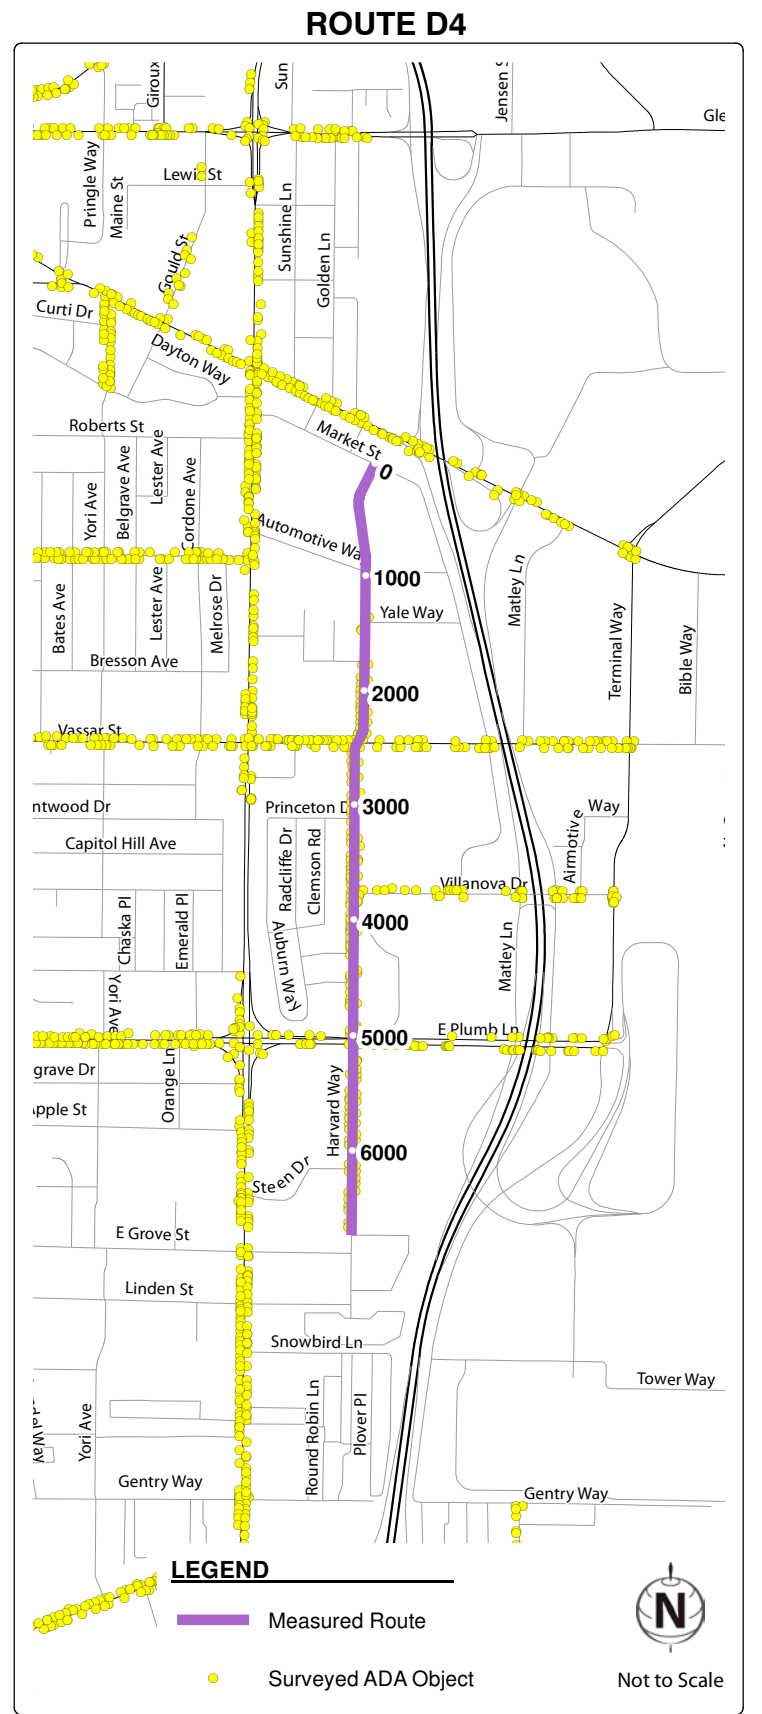 ROUTE D4
Giroux
Sun
Jensen S
Gle
Pringle Way
Maine St
Lewis St
Sunshine Ln
Golden Ln
Gould St
Curti Dr
Dayton Way
Roberts St
Market St
0
Yori Ave
Belgrave Ave
Lester Ave
Cordone Ave
Automotive Wa
1000
Matley Ln
Bates Ave
Lester Ave
Melrose Dr
Yale Way
Terminal Way
Bible Way
Bresson Ave
2000
Vassar St
ntwood Dr
Princeton D
3000
Way
Airmotive
Capitol Hill Ave
Radcliffe Dr
Clemson Rd
Villanova Dr
Chaska Pl
Emerald Pl
4000
Auburn Way
Matley Ln
Yori Ave
5000
E Plumb Ln
grave Dr
Orange Ln
Harvard Way
Apple St
6000
Steen Dr
E Grove St
Linden St
Snowbird Ln
Tower Way
Yori Ave
Round Robin Ln
Plover Pl
Gentry Way
Gentry Way
LEGEND
Measured Route
Surveyed ADA Object
N
Not to Scale